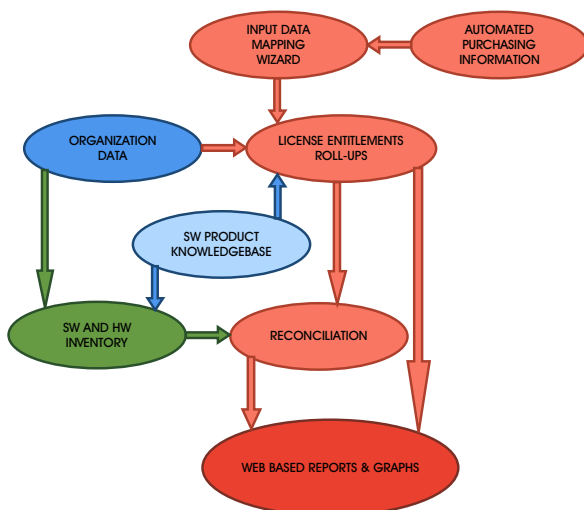 INPUT DATA
MAPPING
WIZARD
AUTOMATED
PURCHASING
INFORMATION
ORGANIZATION
DATA
LICENSE ENTITLEMENTS
ROLL-UPS
SW PRODUCT
KNOWLEDGEBASE
SW AND HW
INVENTORY
RECONCILIATION
WEB BASED REPORTS & GRAPHS